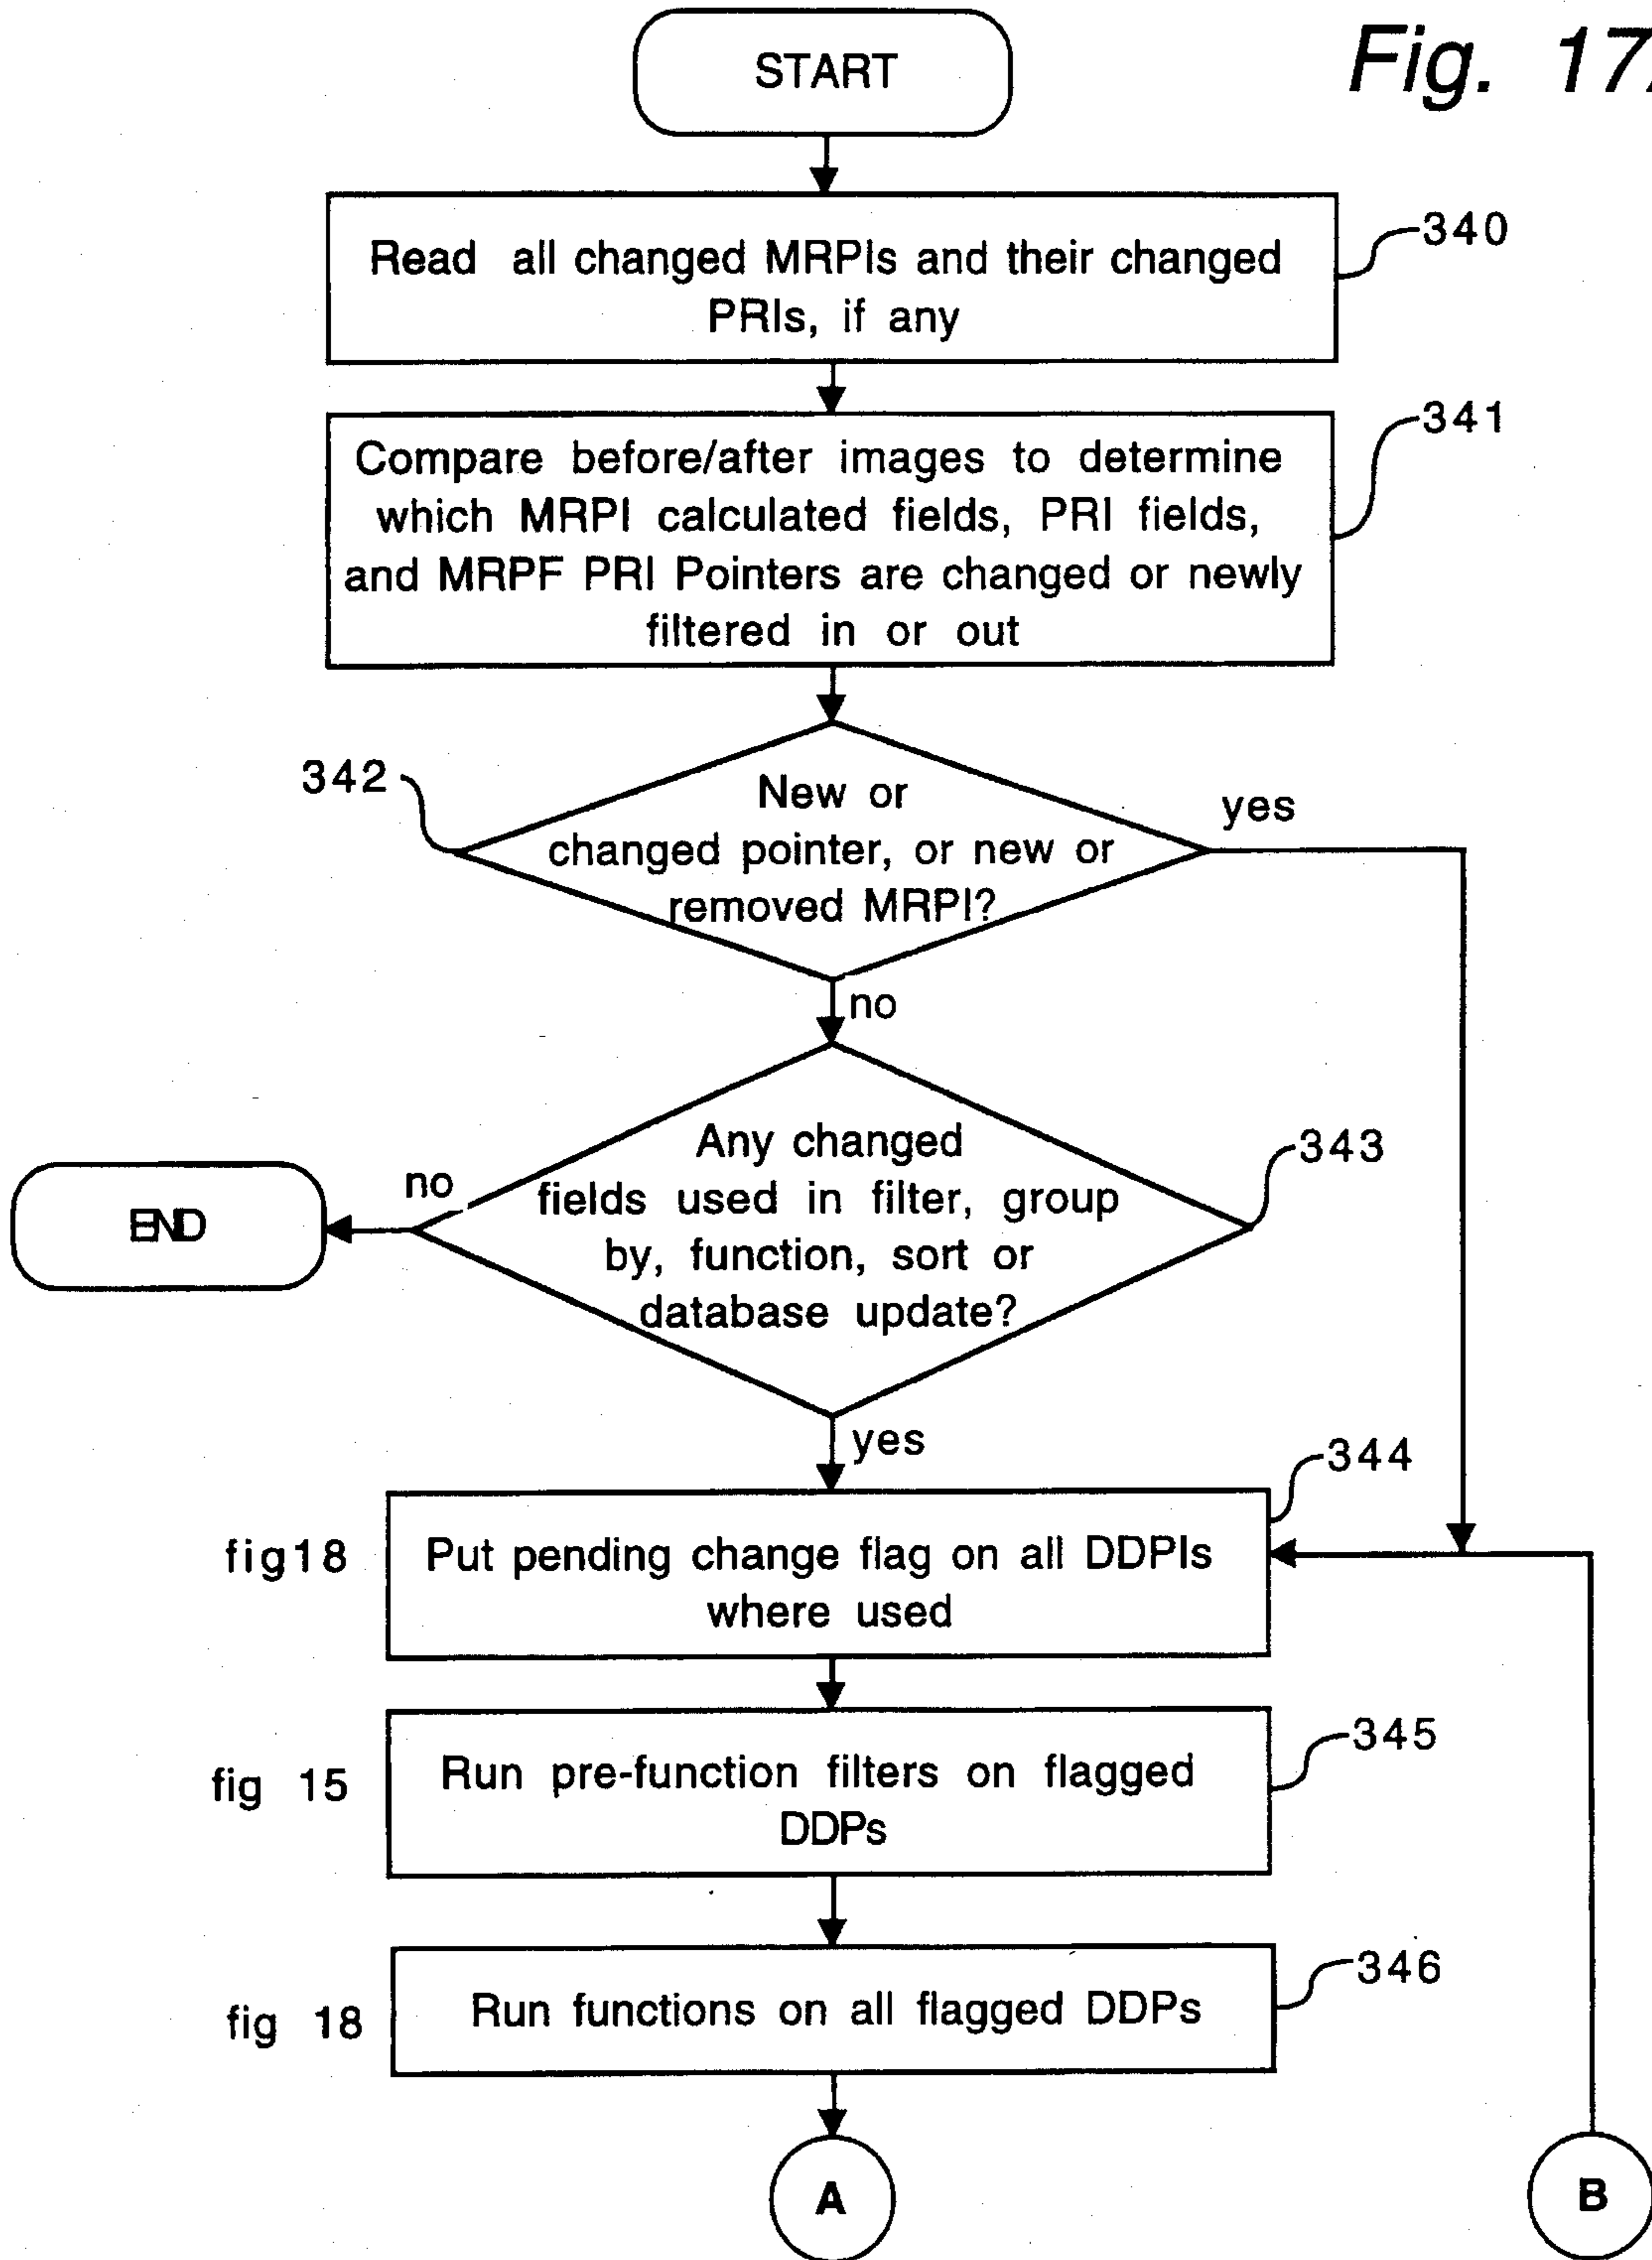 Fig. 17
START
Read all changed MRPIs and their changed
PRIs, if any
340
Compare before/after images to determine
which MRPI calculated fields, PRI fields,
and MRPF PRI Pointers are changed or newly
filtered in or out
341
342
New or
changed pointer, or new or
removed MRPI?
yes
no
Any changed
fields used in filter, group
by, function, sort or
database update?
343
no
END
yes
344
fig18
Put pending change flag on all DDPIs
where used
345
fig 15
Run pre-function filters on flagged
DDPs
346
fig 18
Run functions on all flagged DDPs
A
B